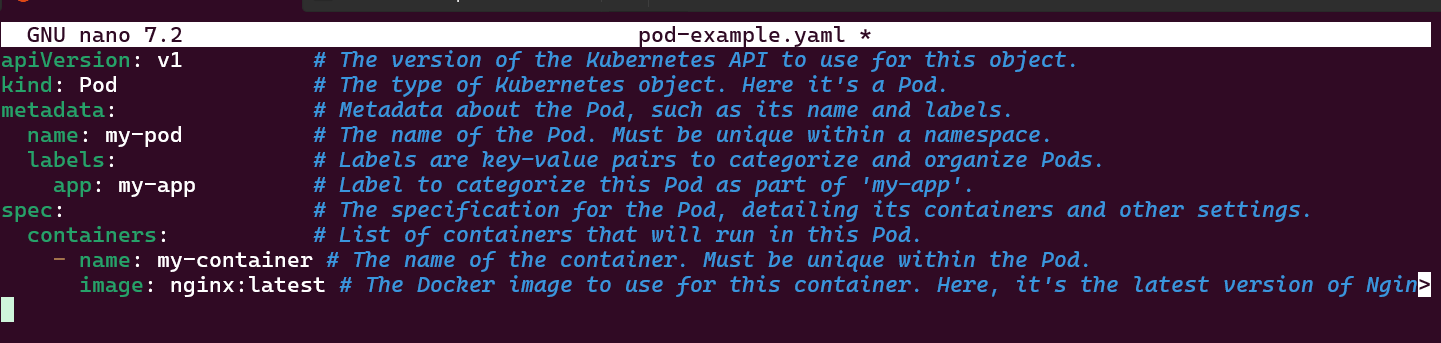 GNU nano 7.2 pod-example.yaml *
apiVersion: v1 # The version of the Kubernetes API to use for this object.
kind: Pod # The type of Kubernetes object. Here it's a Pod.
metadata: # Metadata about the Pod, such as its name and labels.
name: my-pod # The name of the Pod. Must be unique within a namespace.
labels: # Labels are key-value pairs to categorize and organize Pods.
app: my-app # Label to categorize this Pod as part of 'my-app'.
spec: # The specification for the Pod, detailing its containers and other settings.
containers: # List of containers that will run in this Pod.
- name: my-container # The name of the container. Must be unique within the Pod.
image: nginx:latest # The Docker image to use for this container. Here, it's the latest version of Ngin>